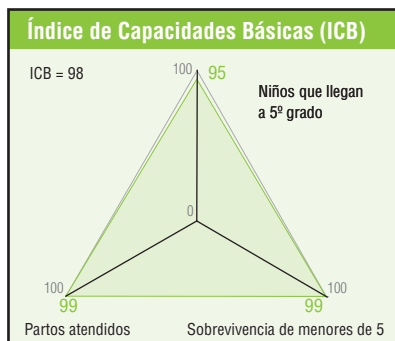 Índice de Capacidades Básicas (ICB)
ICB = 98
100
95
Niños que llegan
a 5º grado
0
100
100
99
99
Partos atendidos
Sobrevivencia de menores de 5